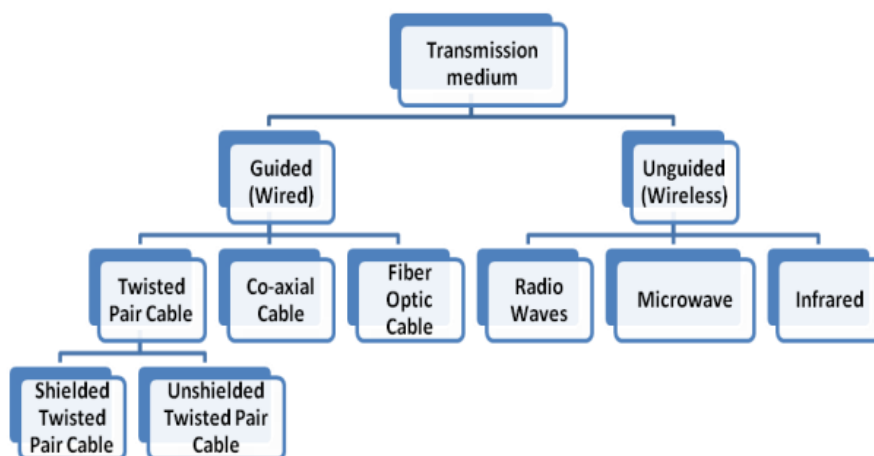 Transmission
medium
Guided
(Wired)
Unguided
(Wireless)
Twisted
Pair Cable
Co-axial
Cable
Fiber
Optic
Cable
Radio
Waves
Microwave
Infrared
Shielded
Twisted
Pair Cable
Unshielded
Twisted Pair
Cable